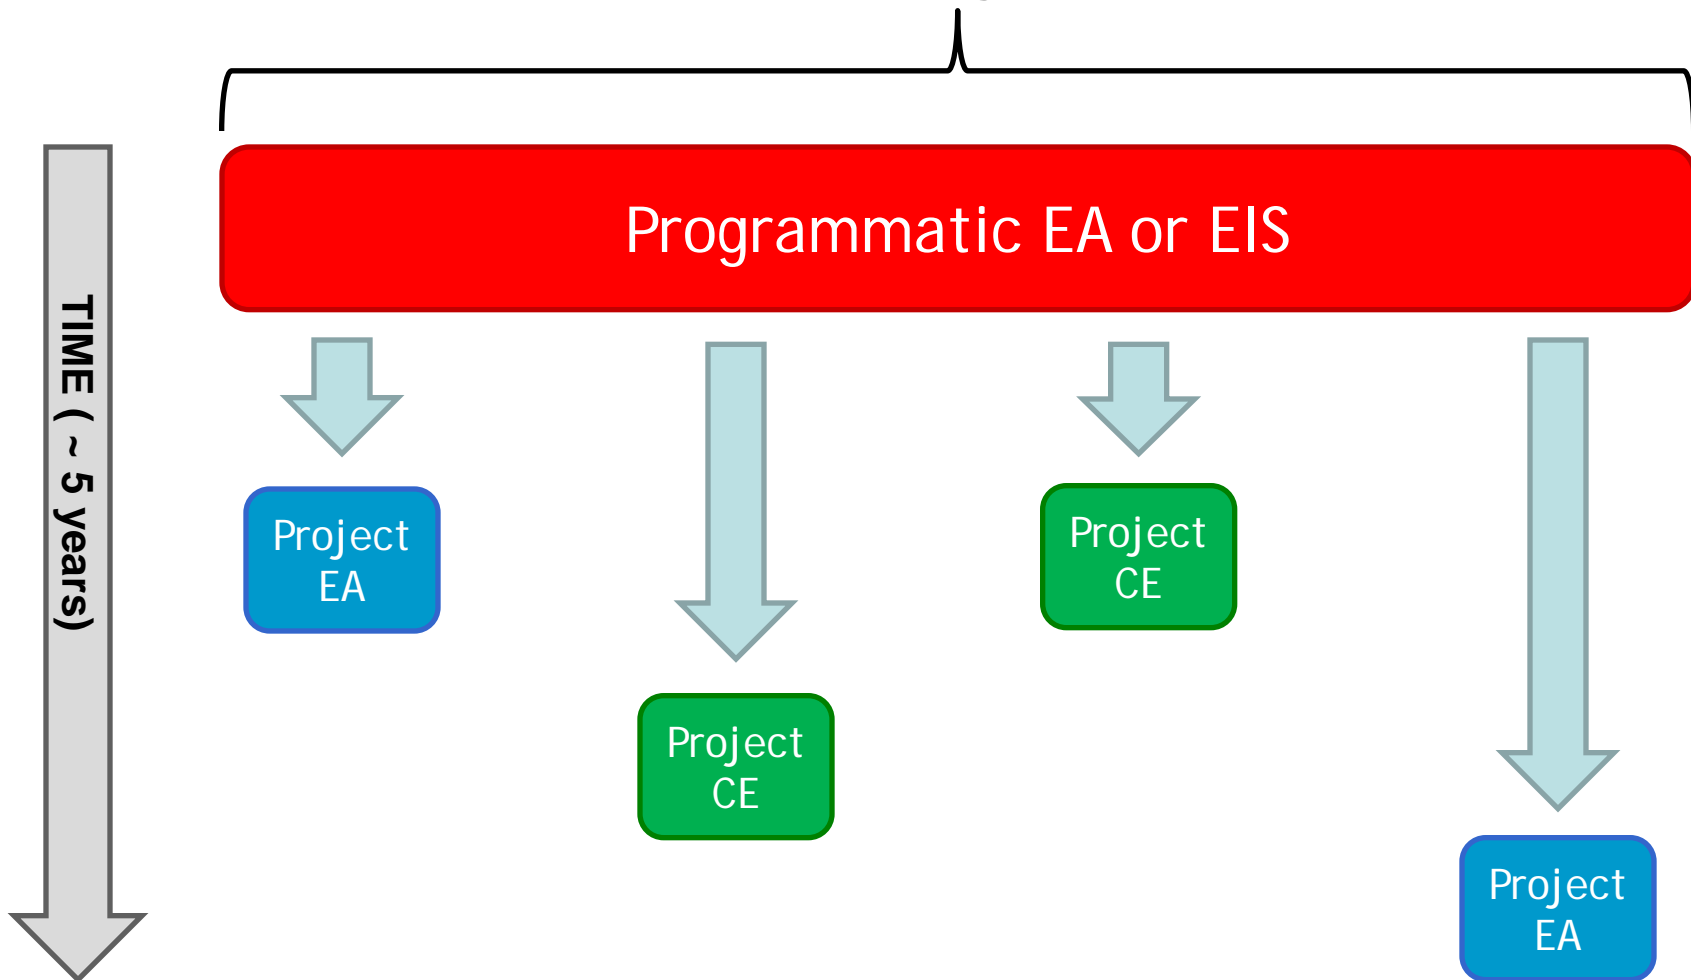 Programmatic EA or EIS
TIME ( ~ 5 years)
Project
EA
Project
CE
Project
CE
Project
EA